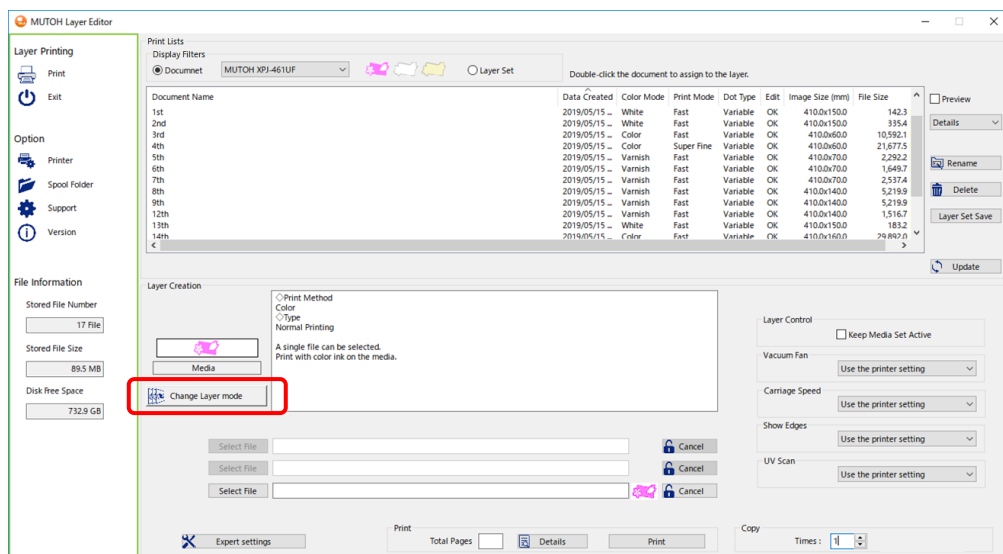 MUTOH Layer Editor
Layer Printing
Print
Exit
Option
Printer
Spool Folder
Support
Version
File Information
Stored File Number
17 File
Stored File Size
89.5 MB
Disk Free Space
732.9 GB
Print Lists
Display Filters
Documnet MUTOH XPJ-461UF Layer Set
Double-click the document to assign to the layer.
Document Name Data Created Color Mode Print Mode Dot Type Edit Image Size (mm) File Size
1st 2019/05/15 ... White Fast Variable OK 410.0x150.0 142.3
2nd 2019/05/15 ... White Fast Variable OK 410.0x150.0 335.4
3rd 2019/05/15 ... Color Fast Variable OK 410.0x60.0 10,592.1
4th 2019/05/15 ... Color Super Fine Variable OK 410.0x60.0 21,677.5
5th 2019/05/15 ... Varnish Fast Variable OK 410.0x70.0 2,292.2
6th 2019/05/15 ... Varnish Fast Variable OK 410.0x70.0 1,649.7
7th 2019/05/15 ... Varnish Fast Variable OK 410.0x70.0 2,537.4
8th 2019/05/15 ... Varnish Fast Variable OK 410.0x140.0 5,219.9
9th 2019/05/15 ... Varnish Fast Variable OK 410.0x140.0 5,219.9
12th 2019/05/15 ... Varnish Fast Variable OK 410.0x140.0 1,516.7
13th 2019/05/15 ... White Fast Variable OK 410.0x150.0 183.2
14th 2019/05/15 ... Color Fast Variable OK 410.0x160.0 29,892.0
Preview
Details
Rename
Delete
Layer Set Save
Update
Layer Creation
Media
Change Layer mode
◇Print Method
Color
◇Type
Normal Printing
A single file can be selected.
Print with color ink on the media.
Layer Control
Keep Media Set Active
Vacuum Fan
Use the printer setting
Carriage Speed
Use the printer setting
Show Edges
Use the printer setting
UV Scan
Use the printer setting
Select File Cancel
Select File Cancel
Select File Cancel
Expert settings
Print
Total Pages Details Print
Copy
Times : 1